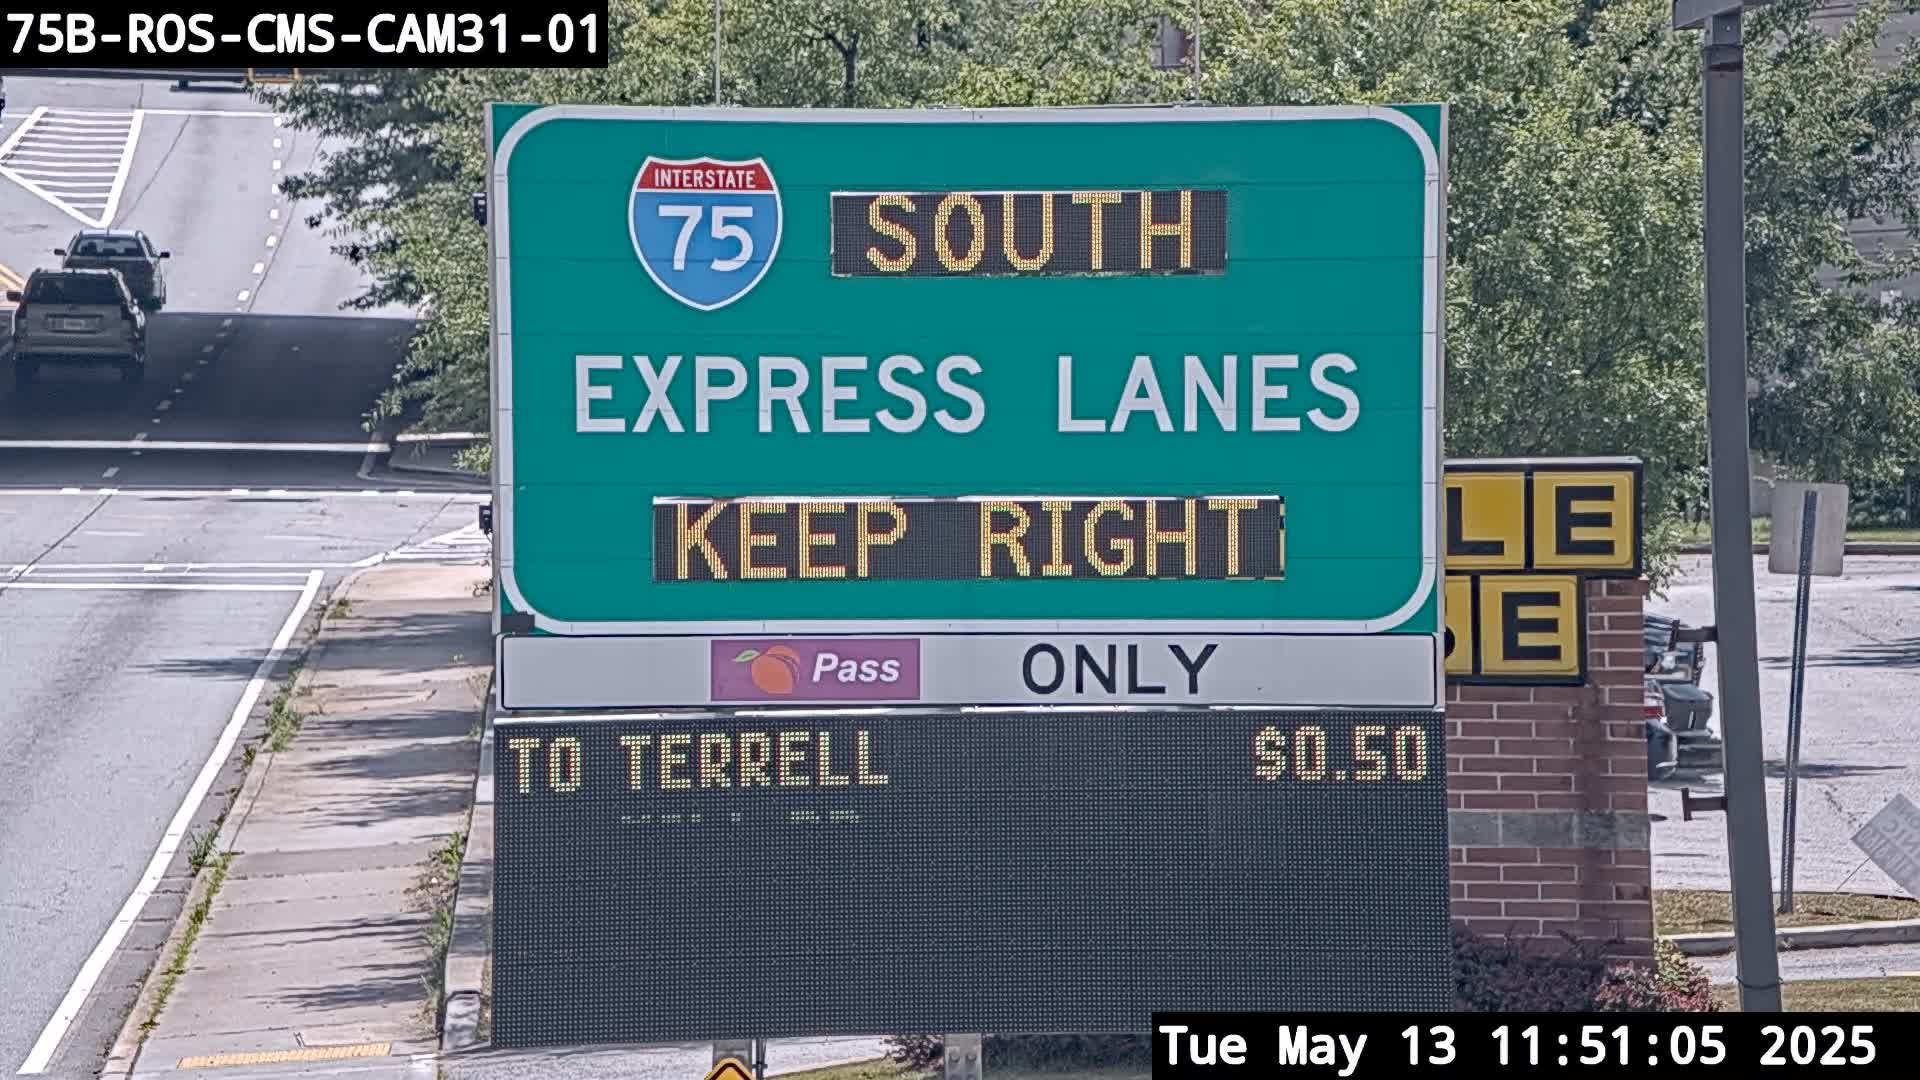 75B-ROS-CMS-CAM31-01
INTERSTATE
75
SOUTH
EXPRESS LANES
KEEP RIGHT
Pass ONLY
TO TERRELL $0.50
LE
E
Tue May 13 11:51:05 2025